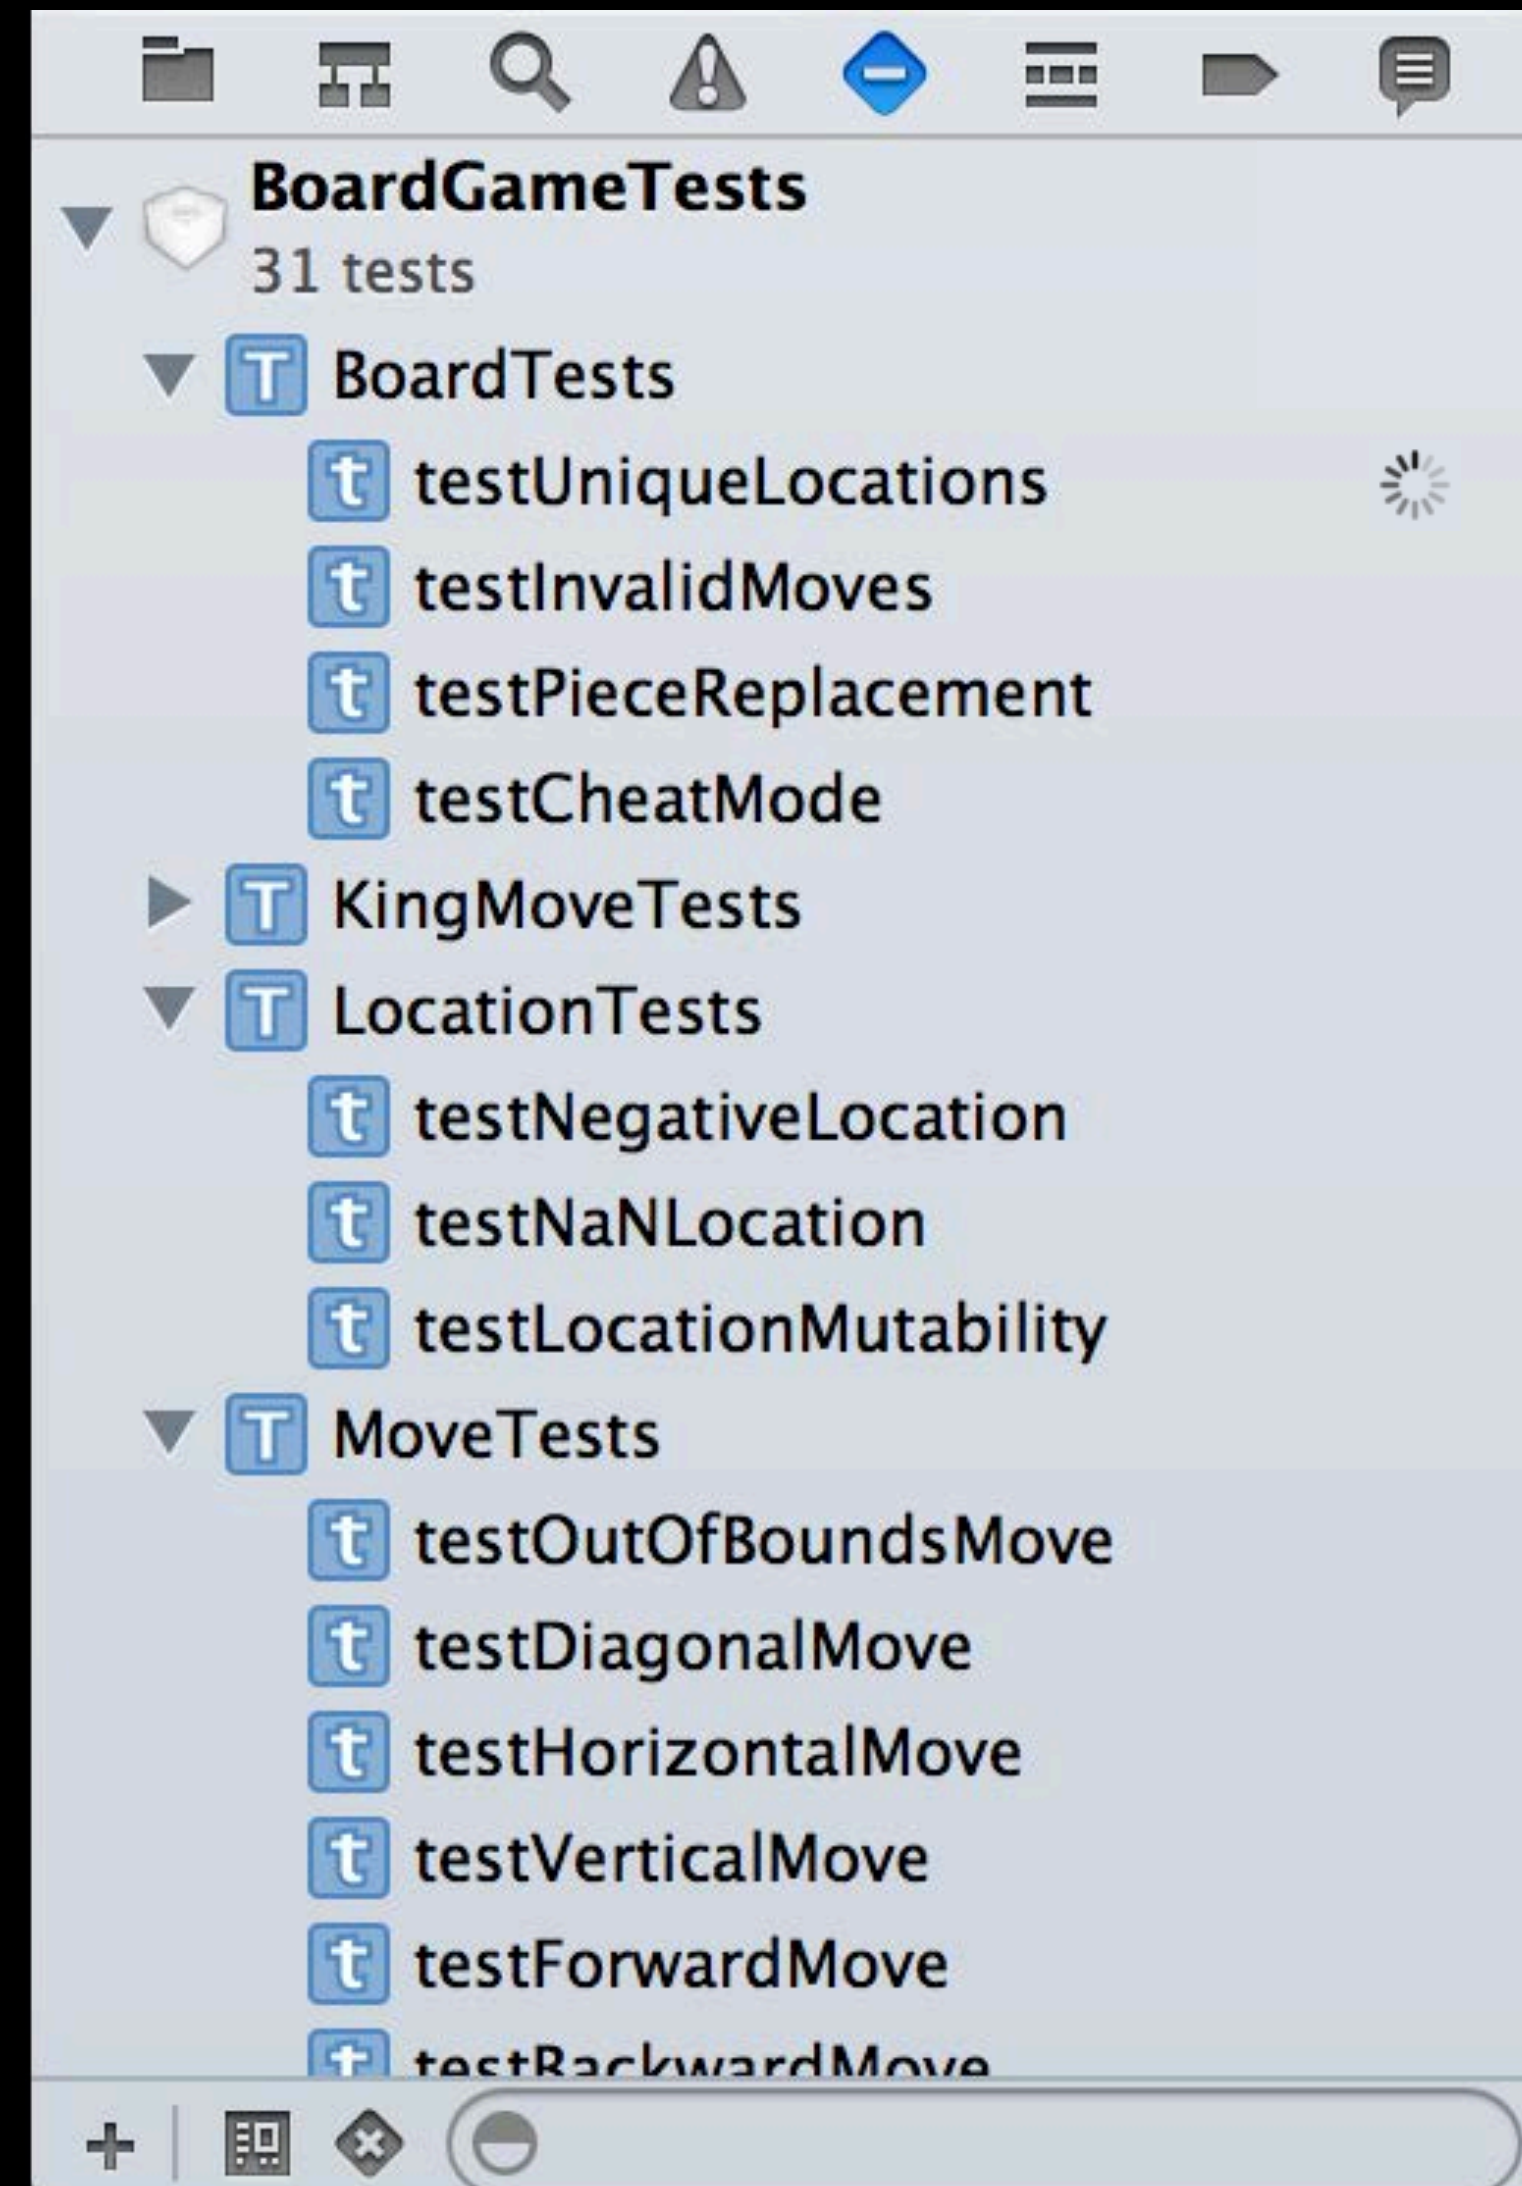 BoardGameTests
31 tests
T BoardTests
t testUniqueLocations
t testInvalidMoves
t testPieceReplacement
t testCheatMode
T KingMoveTests
T LocationTests
t testNegativeLocation
t testNaNLocation
t testLocationMutability
T MoveTests
t testOutOfBoundsMove
t testDiagonalMove
t testHorizontalMove
t testVerticalMove
t testForwardMove
t testBackwardMove